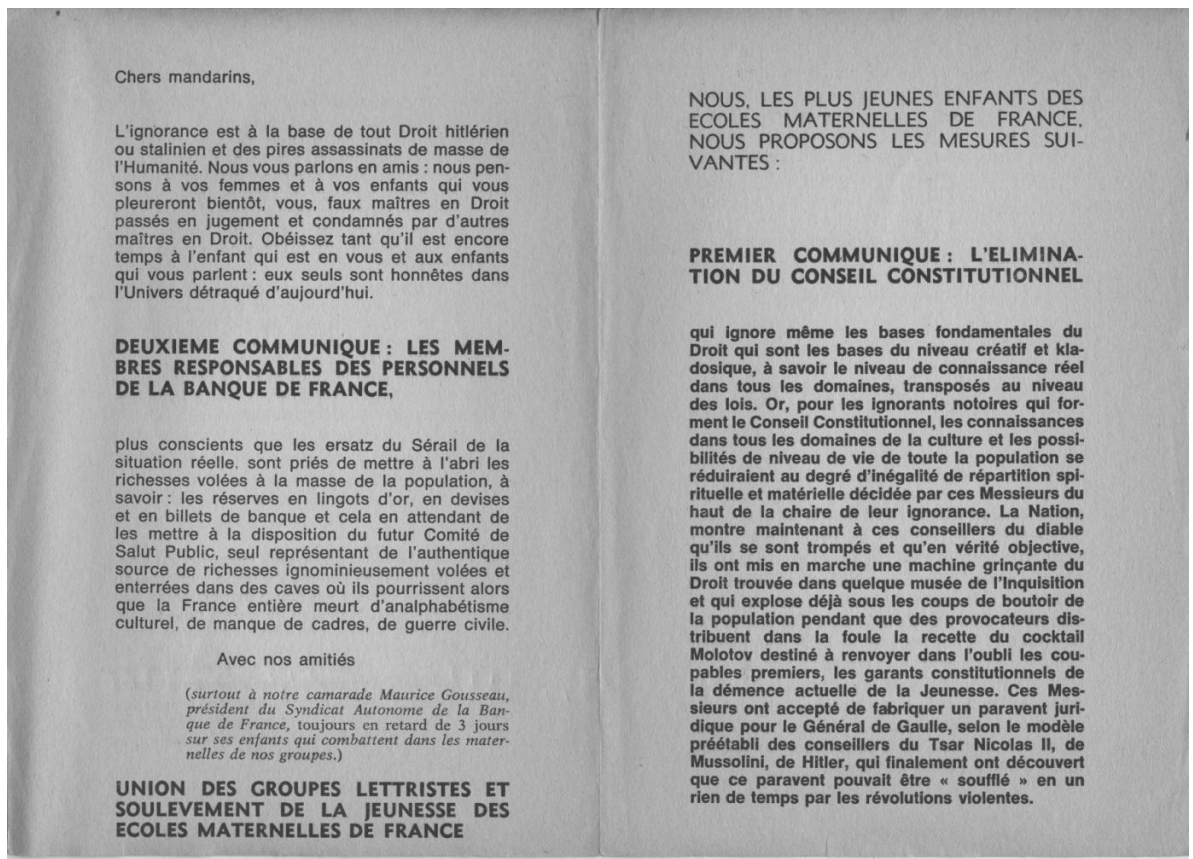 Chers mandarins,
L'ignorance est à la base de tout Droit hitlérien
ou stalinien et des pires assassinats de masse de
l'Humanité. Nous vous parlons en amis : nous pen-
sons à vos femmes et à vos enfants qui vous
pleureront bientôt, vous, faux maîtres en Droit
passés en jugement et condamnés par d'autres
maîtres en Droit. Obéissez tant qu'il est encore
temps à l'enfant qui est en vous et aux enfants
qui vous parlent : eux seuls sont honnêtes dans
l'Univers détraqué d'aujourd'hui.
DEUXIEME COMMUNIQUE : LES MEM-
BRES RESPONSABLES DES PERSONNELS
DE LA BANQUE DE FRANCE,
plus conscients que les ersatz du Sérail de la
situation réelle, sont priés de mettre à l'abri les
richesses volées à la masse de la population, à
savoir : les réserves en lingots d'or, en devises
et en billets de banque et cela en attendant de
les mettre à la disposition du futur Comité de
Salut Public, seul représentant de l'authentique
source de richesses ignominieusement volées et
enterrées dans des caves où ils pourrissent alors
que la France entière meurt d'analphabétisme
culturel, de manque de cadres, de guerre civile.
Avec nos amitiés
(surtout à notre camarade Maurice Gousseau,
président du Syndicat Autonome de la Ban-
que de France, toujours en retard de 3 jours
sur ses enfants qui combattent dans les mater-
nelles de nos groupes.)
UNION DES GROUPES LETTRISTES ET
SOULEVEMENT DE LA JEUNESSE DES
ECOLES MATERNELLES DE FRANCE
NOUS, LES PLUS JEUNES ENFANTS DES
ECOLES MATERNELLES DE FRANCE,
NOUS PROPOSONS LES MESURES SUI-
VANTES :
PREMIER COMMUNIQUE : L'ELIMINA-
TION DU CONSEIL CONSTITUTIONNEL
qui ignore même les bases fondamentales du
Droit qui sont les bases du niveau créatif et kla-
dosique, à savoir le niveau de connaissance réel
dans tous les domaines, transposés au niveau
des lois. Or, pour les ignorants notoires qui for-
ment le Conseil Constitutionnel, les connaissances
dans tous les domaines de la culture et les possi-
bilités de niveau de vie de toute la population se
réduiraient au degré d'inégalité de répartition spi-
rituelle et matérielle décidée par ces Messieurs du
haut de la chaire de leur ignorance. La Nation,
montre maintenant à ces conseillers du diable
qu'ils se sont trompés et qu'en vérité objective,
ils ont mis en marche une machine grinçante du
Droit trouvée dans quelque musée de l'Inquisition
et qui explose déjà sous les coups de boutoir de
la population pendant que des provocateurs dis-
tribuent dans la foule la recette du cocktail
Molotov destiné à renvoyer dans l'oubli les cou-
pables premiers, les garants constitutionnels de
la démence actuelle de la Jeunesse. Ces Mes-
sieurs ont accepté de fabriquer un paravent juri-
dique pour le Général de Gaulle, selon le modèle
préétabli des conseillers du Tsar Nicolas II, de
Mussolini, de Hitler, qui finalement ont découvert
que ce paravent pouvait être « soufflé » en un
rien de temps par les révolutions violentes.